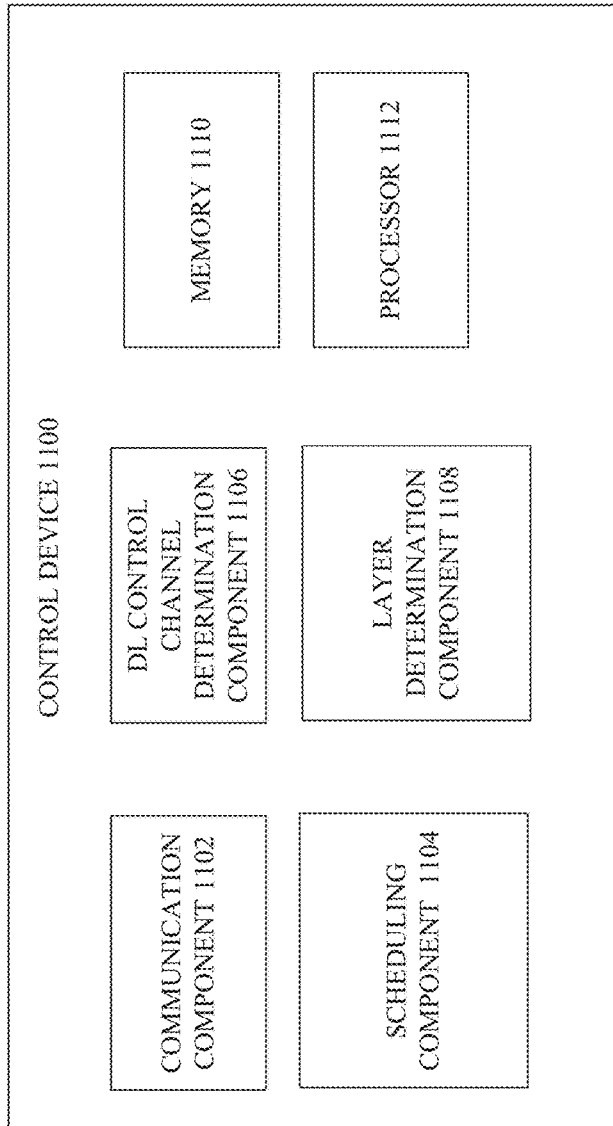 CONTROL DEVICE 1100
COMMUNICATION
COMPONENT 1102
DL CONTROL
CHANNEL
DETERMINATION
COMPONENT 1106
MEMORY 1110
SCHEDULING
COMPONENT 1104
LAYER
DETERMINATION
COMPONENT 1108
PROCESSOR 1112